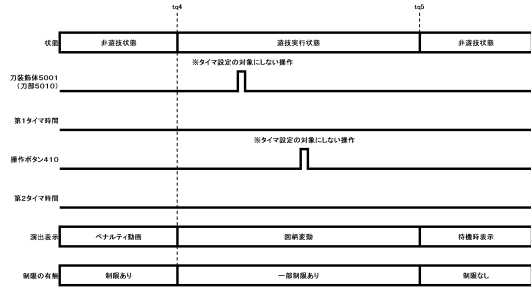 tq4 tq5
状態 非遊技状態 遊技実行状態 非遊技状態
※タイマ設定の対象にしない操作
刀装飾体5001
(刀部5010)
第1タイマ時間
※タイマ設定の対象にしない操作
操作ボタン410
第2タイマ時間
演出表示 ペナルティ動画 図柄変動 待機時表示
制限の有無 制限あり 一部制限あり 制限なし